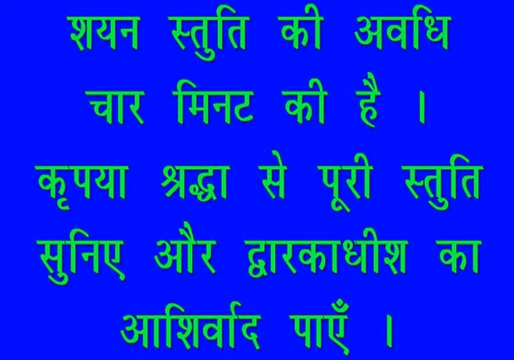 शयन स्तुति की अवधि
चार मिनट की है ।
कृपया श्रद्धा से पूरी स्तुति
सुनिए और द्वारकाधीश का
आशिर्वाद पाएँ ।